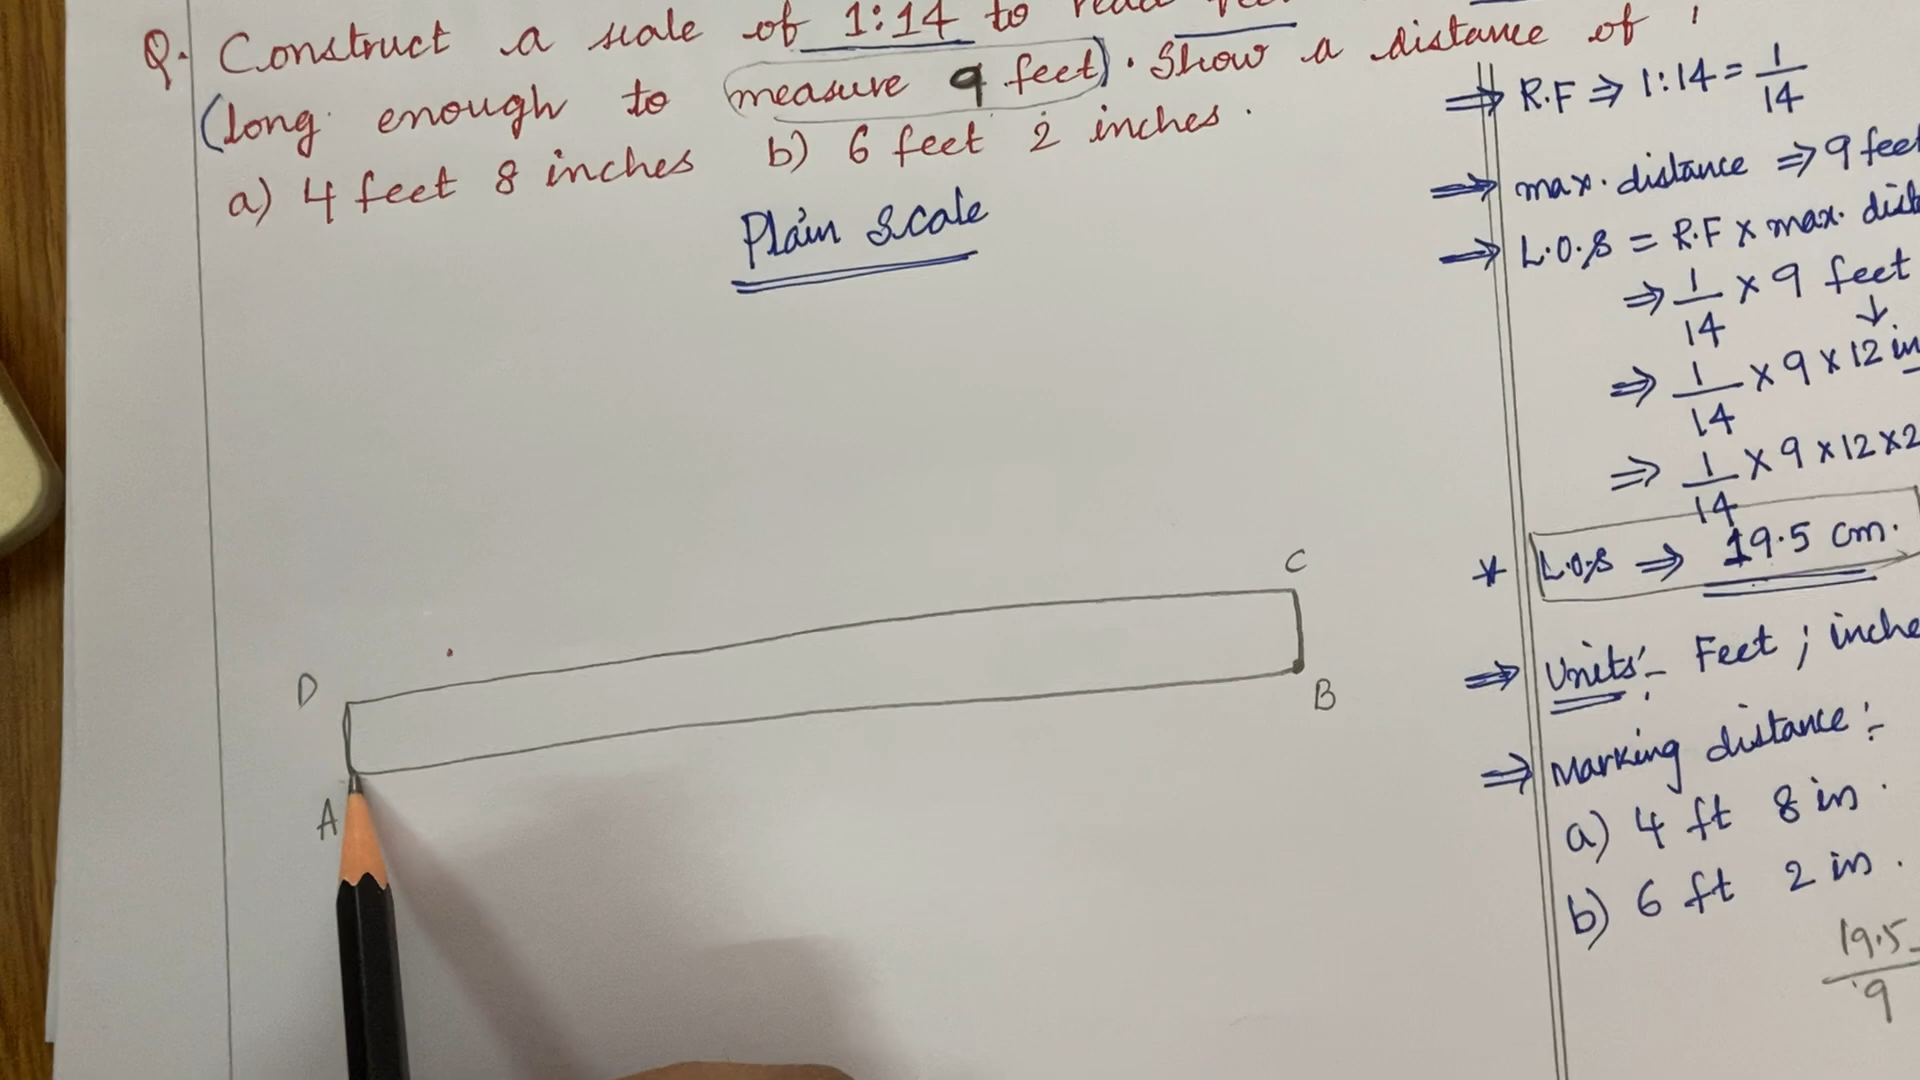 Q. Construct a scale of 1:14 to
(long enough to measure 9 feet). Show a distance of
a) 4 feet 8 inches b) 6 feet 2 inches.
Plain Scale
D
C
A
B
⇒ R.F ⇒ 1:14 = 1/14
⇒ max. distance ⇒ 9 feet
⇒ L.O.S = R.F x max.
⇒ 1/14 x 9 feet
↓
⇒ 1/14 x 9 x 12 in
⇒ 1/14 x 9 x 12 x 2
* L.O.S ⇒ 19.5 cm.
⇒ Units:- Feet ; inche
⇒ Marking distance:-
a) 4 ft 8 in.
b) 6 ft 2 in.
19.5
9